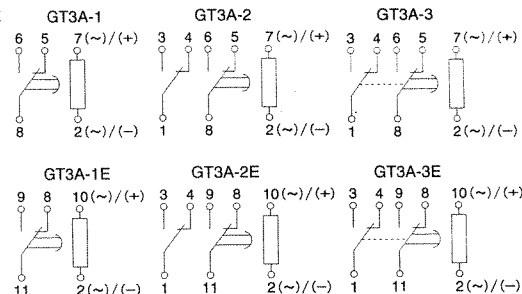 GT3A-1 GT3A-2 GT3A-3
6 5 7(~)/(+) 3 4 6 5 7(~)/(+) 3 4 6 5 7(~)/(+)
8 2(~)/(−) 1 8 2(~)/(−) 1 8 2(~)/(−)
GT3A-1E GT3A-2E GT3A-3E
9 8 10(~)/(+) 3 4 9 8 10(~)/(+) 3 4 9 8 10(~)/(+)
11 2(~)/(−) 1 11 2(~)/(−) 1 11 2(~)/(−)